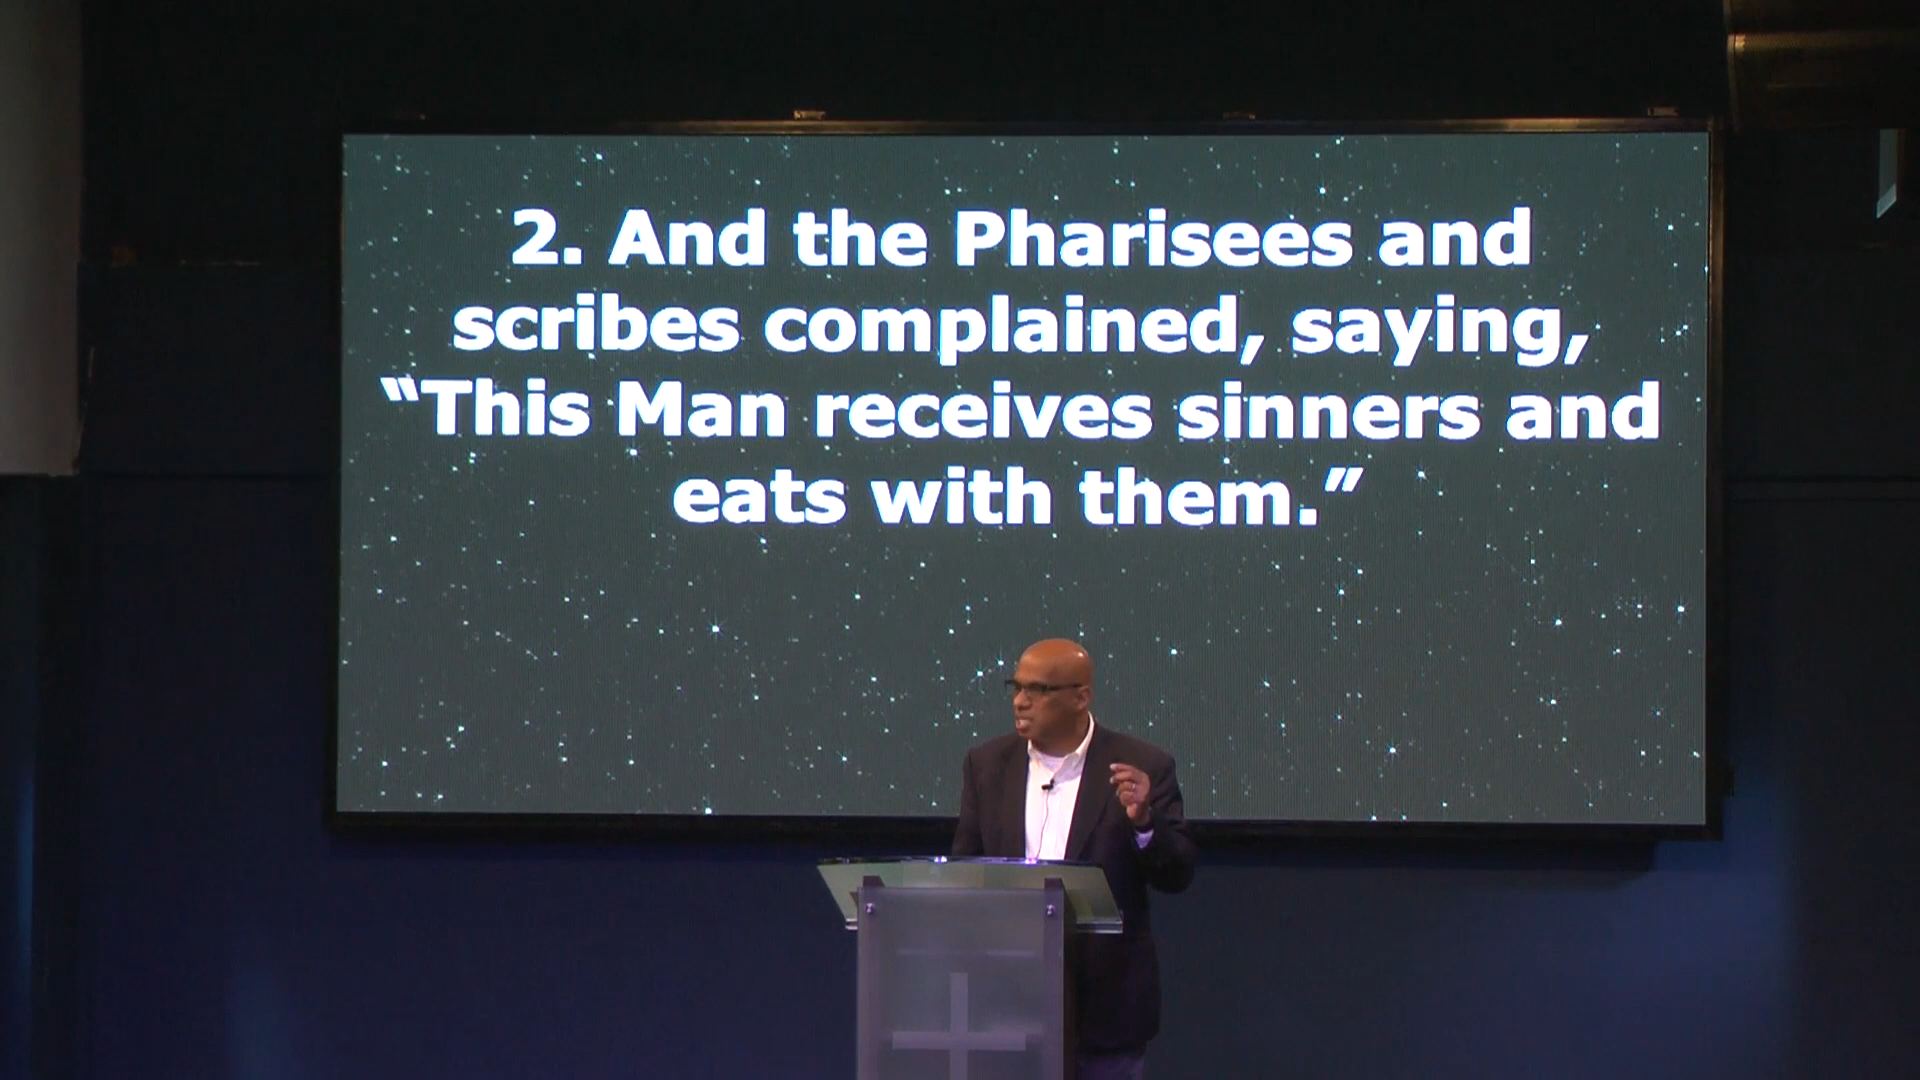 2. And the Pharisees and
scribes complained, saying,
“This Man receives sinners and
eats with them.”